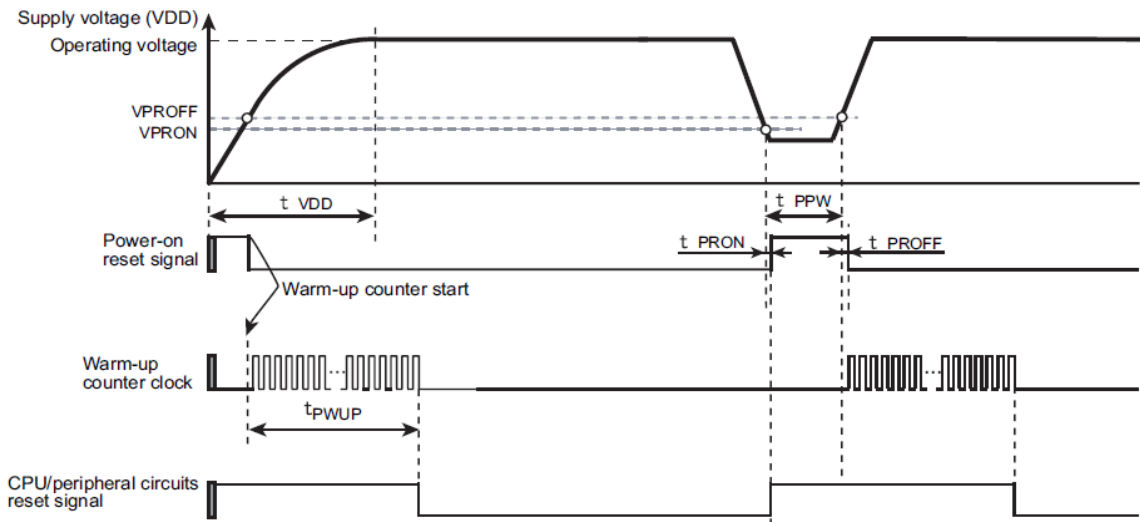 Supply voltage (VDD)
Operating voltage
VPROFF
VPRON
t VDD
t PPW
Power-on
reset signal
t PRON
t PROFF
Warm-up counter start
Warm-up
counter clock
...
...
tPWUP
CPU/peripheral circuits
reset signal